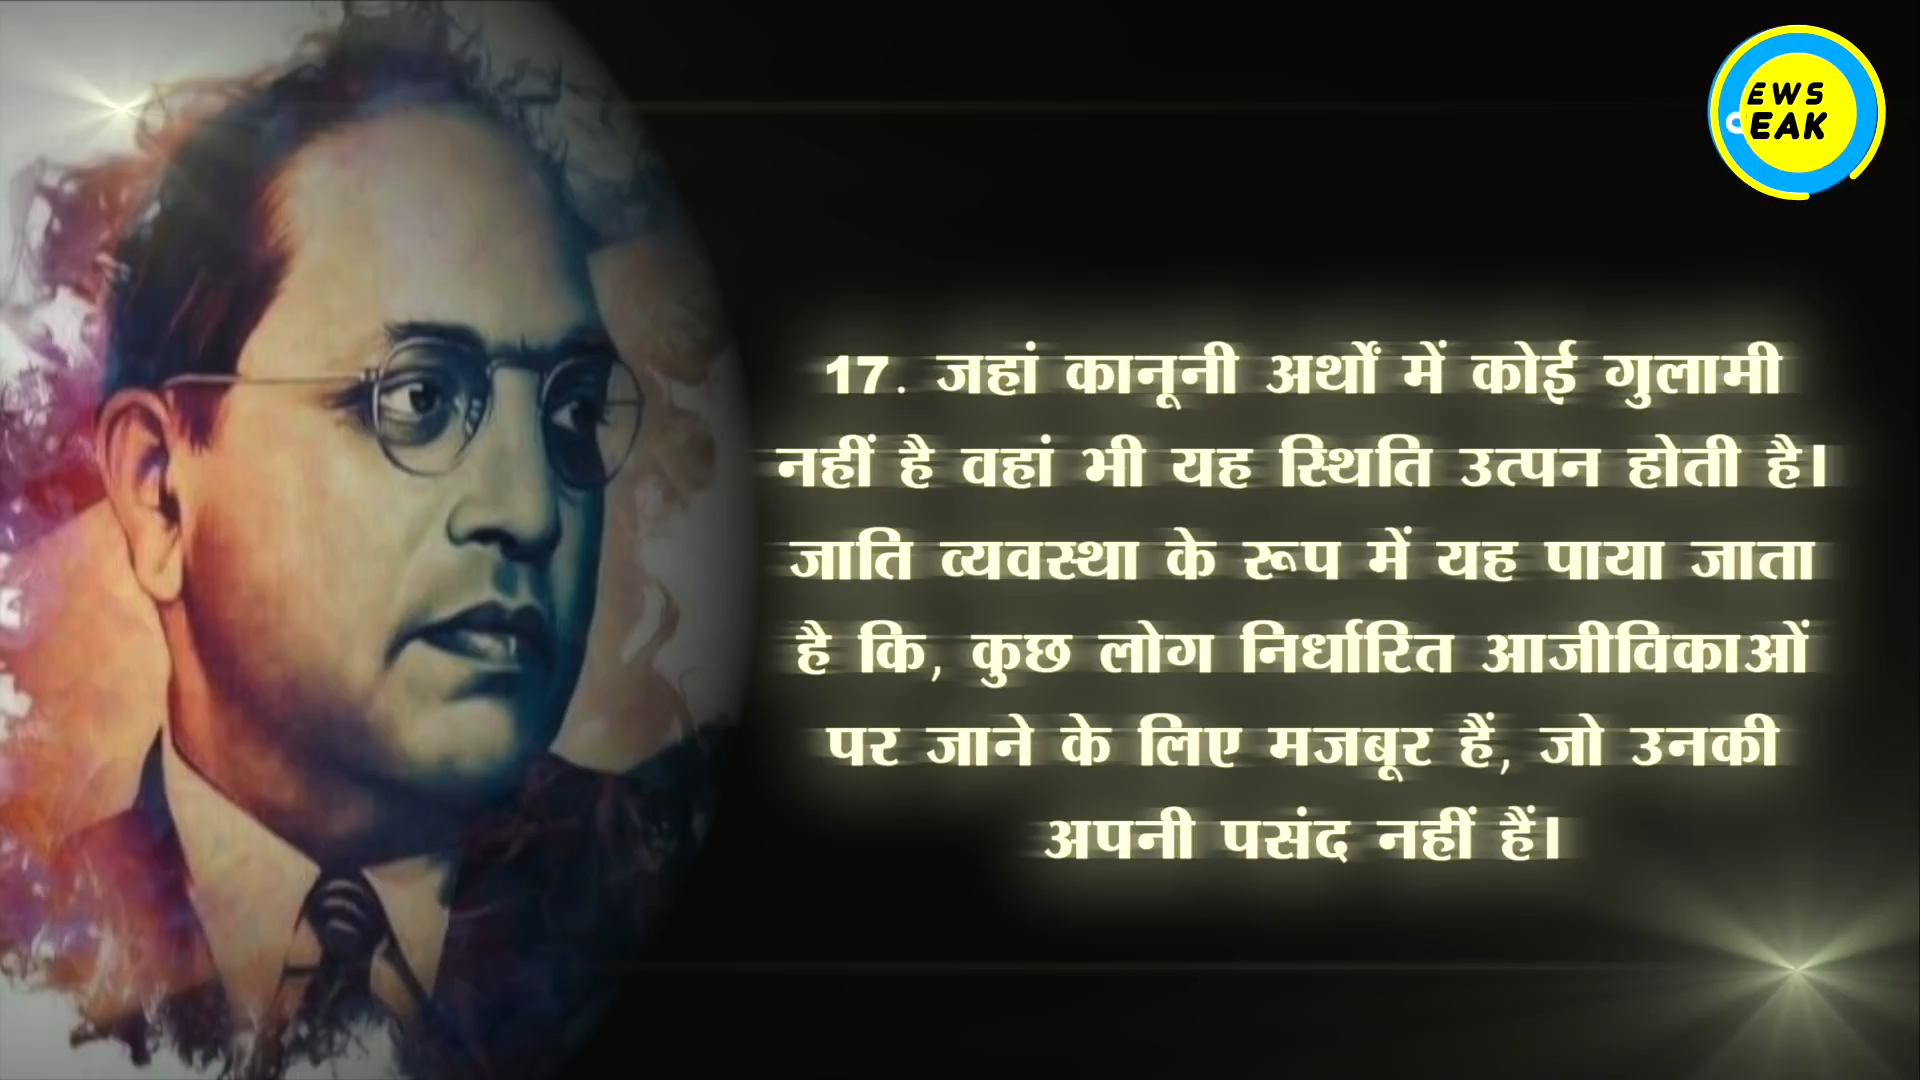 EWS
EAK
17. जहां कानूनी अर्थों में कोई गुलामी
नहीं है वहां भी यह स्थिति उत्पन होती है।
जाति व्यवस्था के रूप में यह पाया जाता
है कि, कुछ लोग निर्धारित आजीविकाओं
पर जाने के लिए मजबूर हैं, जो उनकी
अपनी पसंद नहीं हैं।